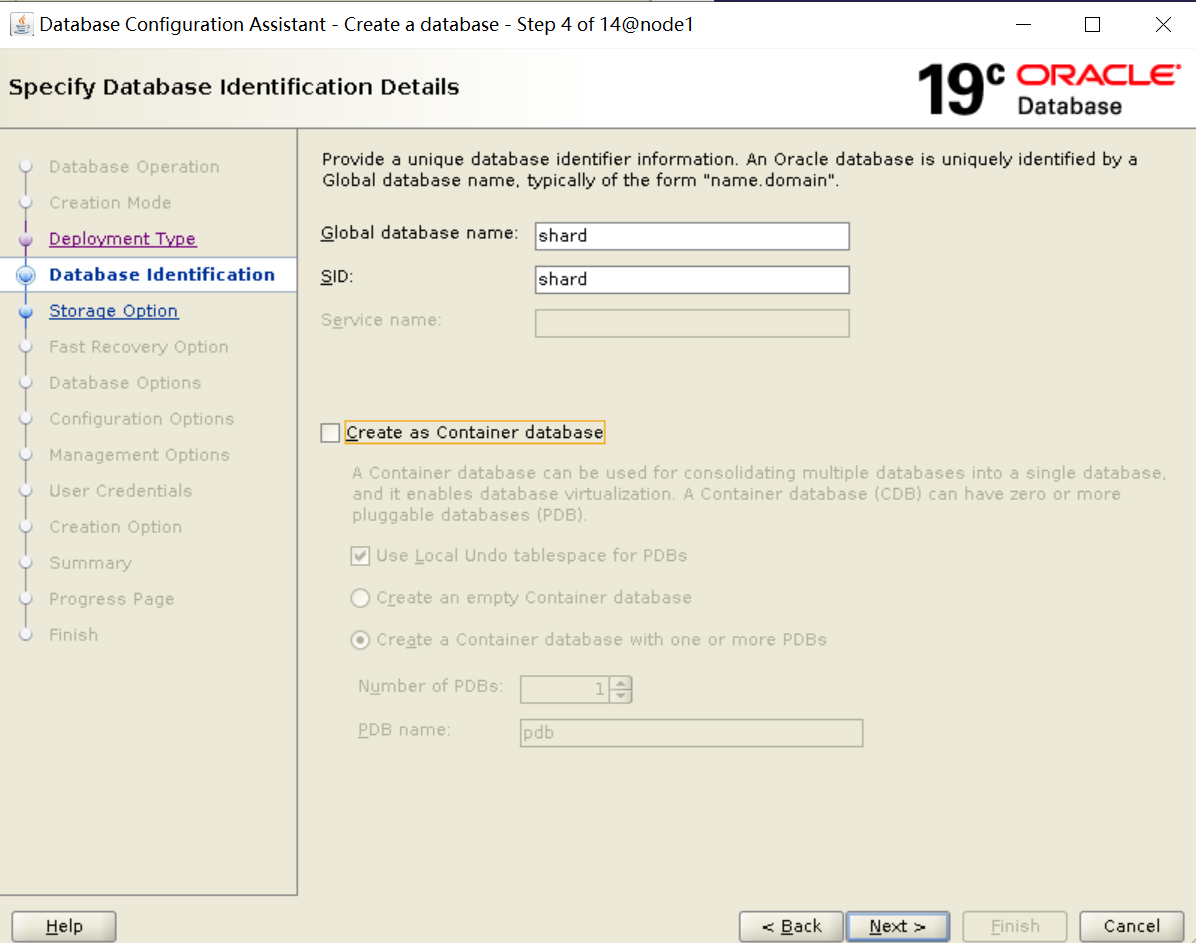 Database Configuration Assistant - Create a database - Step 4 of 14@node1
Specify Database Identification Details
19c ORACLE
Database
Database Operation
Creation Mode
Deployment Type
Database Identification
Storage Option
Fast Recovery Option
Database Options
Configuration Options
Management Options
User Credentials
Creation Option
Summary
Progress Page
Finish
Provide a unique database identifier information. An Oracle database is uniquely identified by a
Global database name, typically of the form "name.domain".
Global database name: shard
SID: shard
Service name:
Create as Container database
A Container database can be used for consolidating multiple databases into a single database,
and it enables database virtualization. A Container database (CDB) can have zero or more
pluggable databases (PDB).
Use Local Undo tablespace for PDBs
Create an empty Container database
Create a Container database with one or more PDBs
Number of PDBs: 1
PDB name: pdb
Help
< Back
Next >
Finish
Cancel